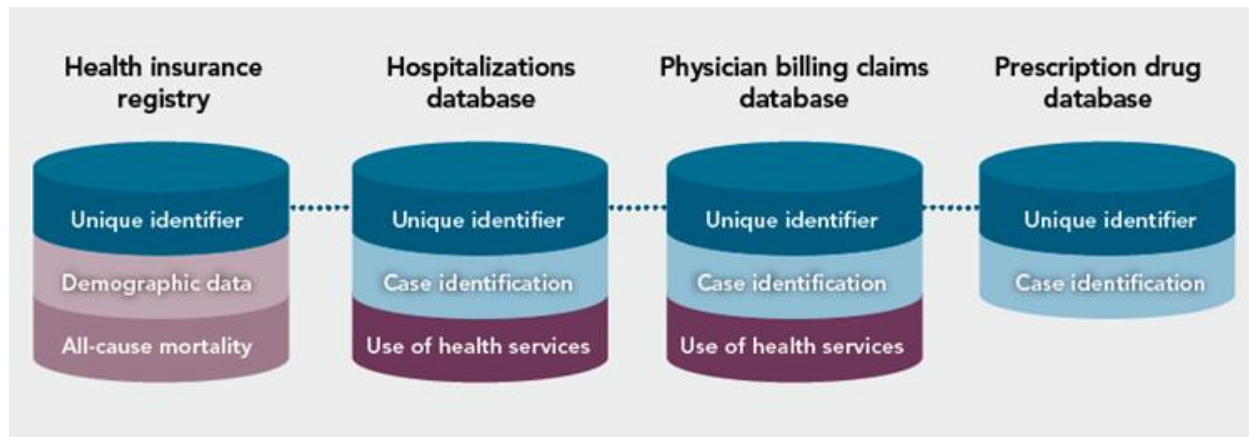 Health insurance
registry
Hospitalizations
database
Physician billing claims
database
Prescription drug
database
Unique identifier
Unique identifier
Unique identifier
Unique identifier
Demographic data
Case identification
Case identification
Case identification
All-cause mortality
Use of health services
Use of health services